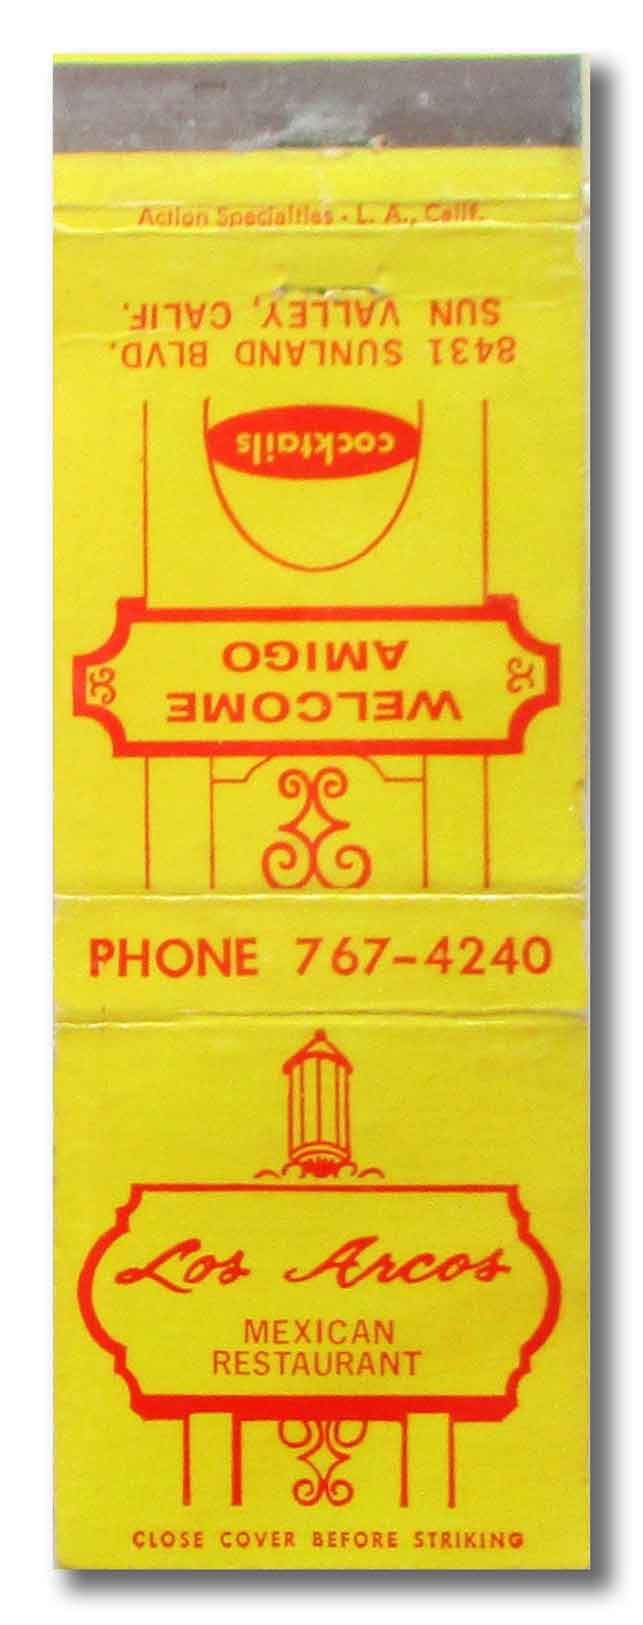 Action Specialties • L. A., Calif.
8431 SUNLAND BLVD.
SUN VALLEY, CALIF.
cocktails
WELCOME
AMIGO
PHONE 767-4240
Los Arcos
MEXICAN
RESTAURANT
CLOSE COVER BEFORE STRIKING